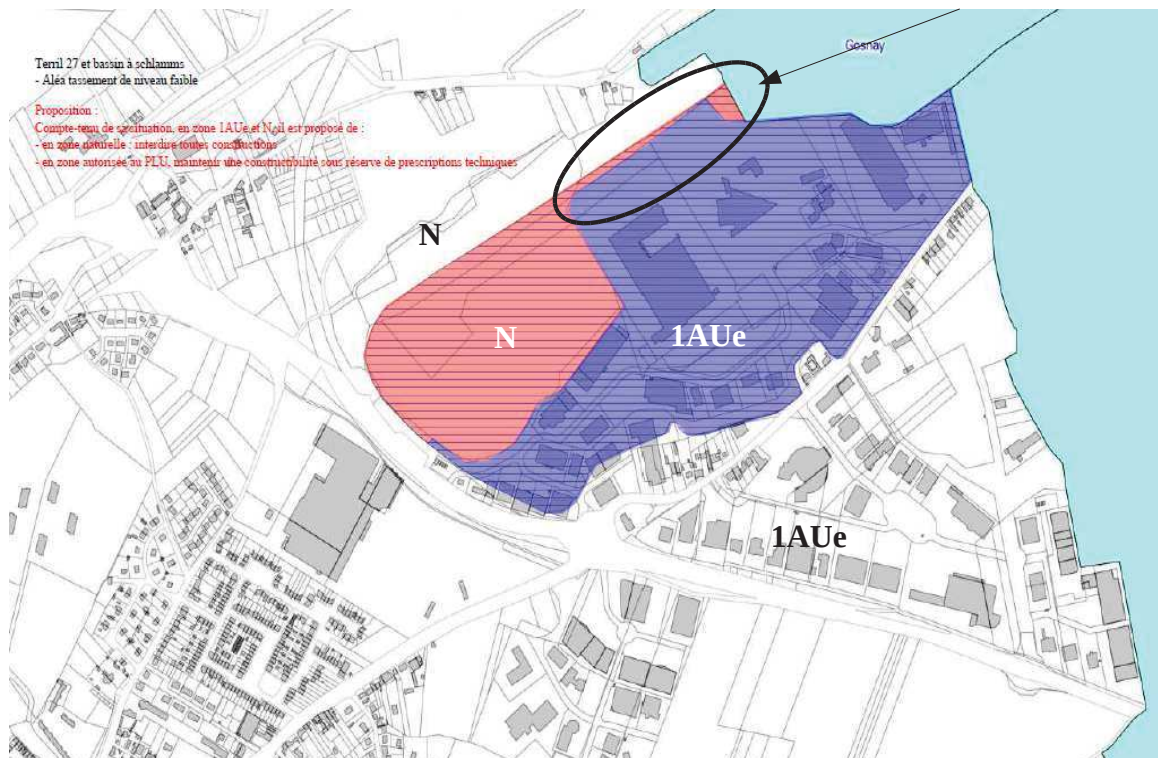 Terril 27 et bassin à schlamms
- Aléa tassement de niveau faible
Proposition :
Compte-tenu de sa situation, en zone 1AUe et N, il est proposé de :
- en zone naturelle : interdire toutes constructions
- en zone autorisée au PLU, maintenir une constructibilité sous réserve de prescriptions techniques
Gosnay
N
N
1AUe
1AUe